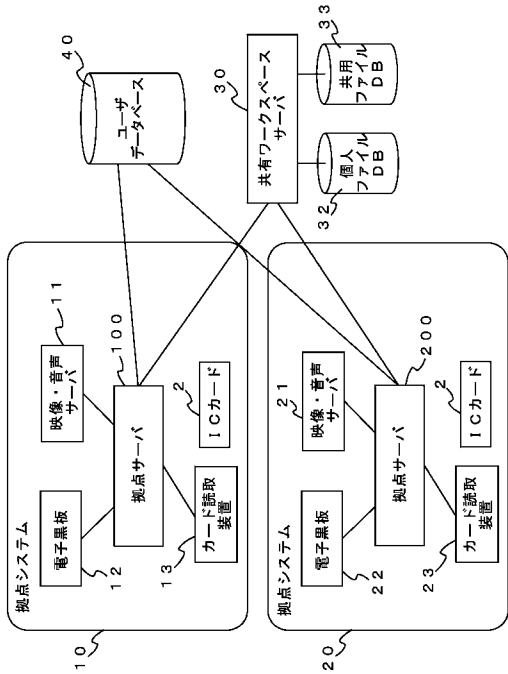 拠点システム
10
電子黒板
12
映像・音声
サーバ
11
拠点サーバ
100
カード読取
装置
13
ICカード
2
ユーザ
データベース
40
拠点システム
20
電子黒板
22
映像・音声
サーバ
21
拠点サーバ
200
カード読取
装置
23
ICカード
2
共有ワークスペース
サーバ
30
個人
ファイル
DB
32
共用
ファイル
DB
33